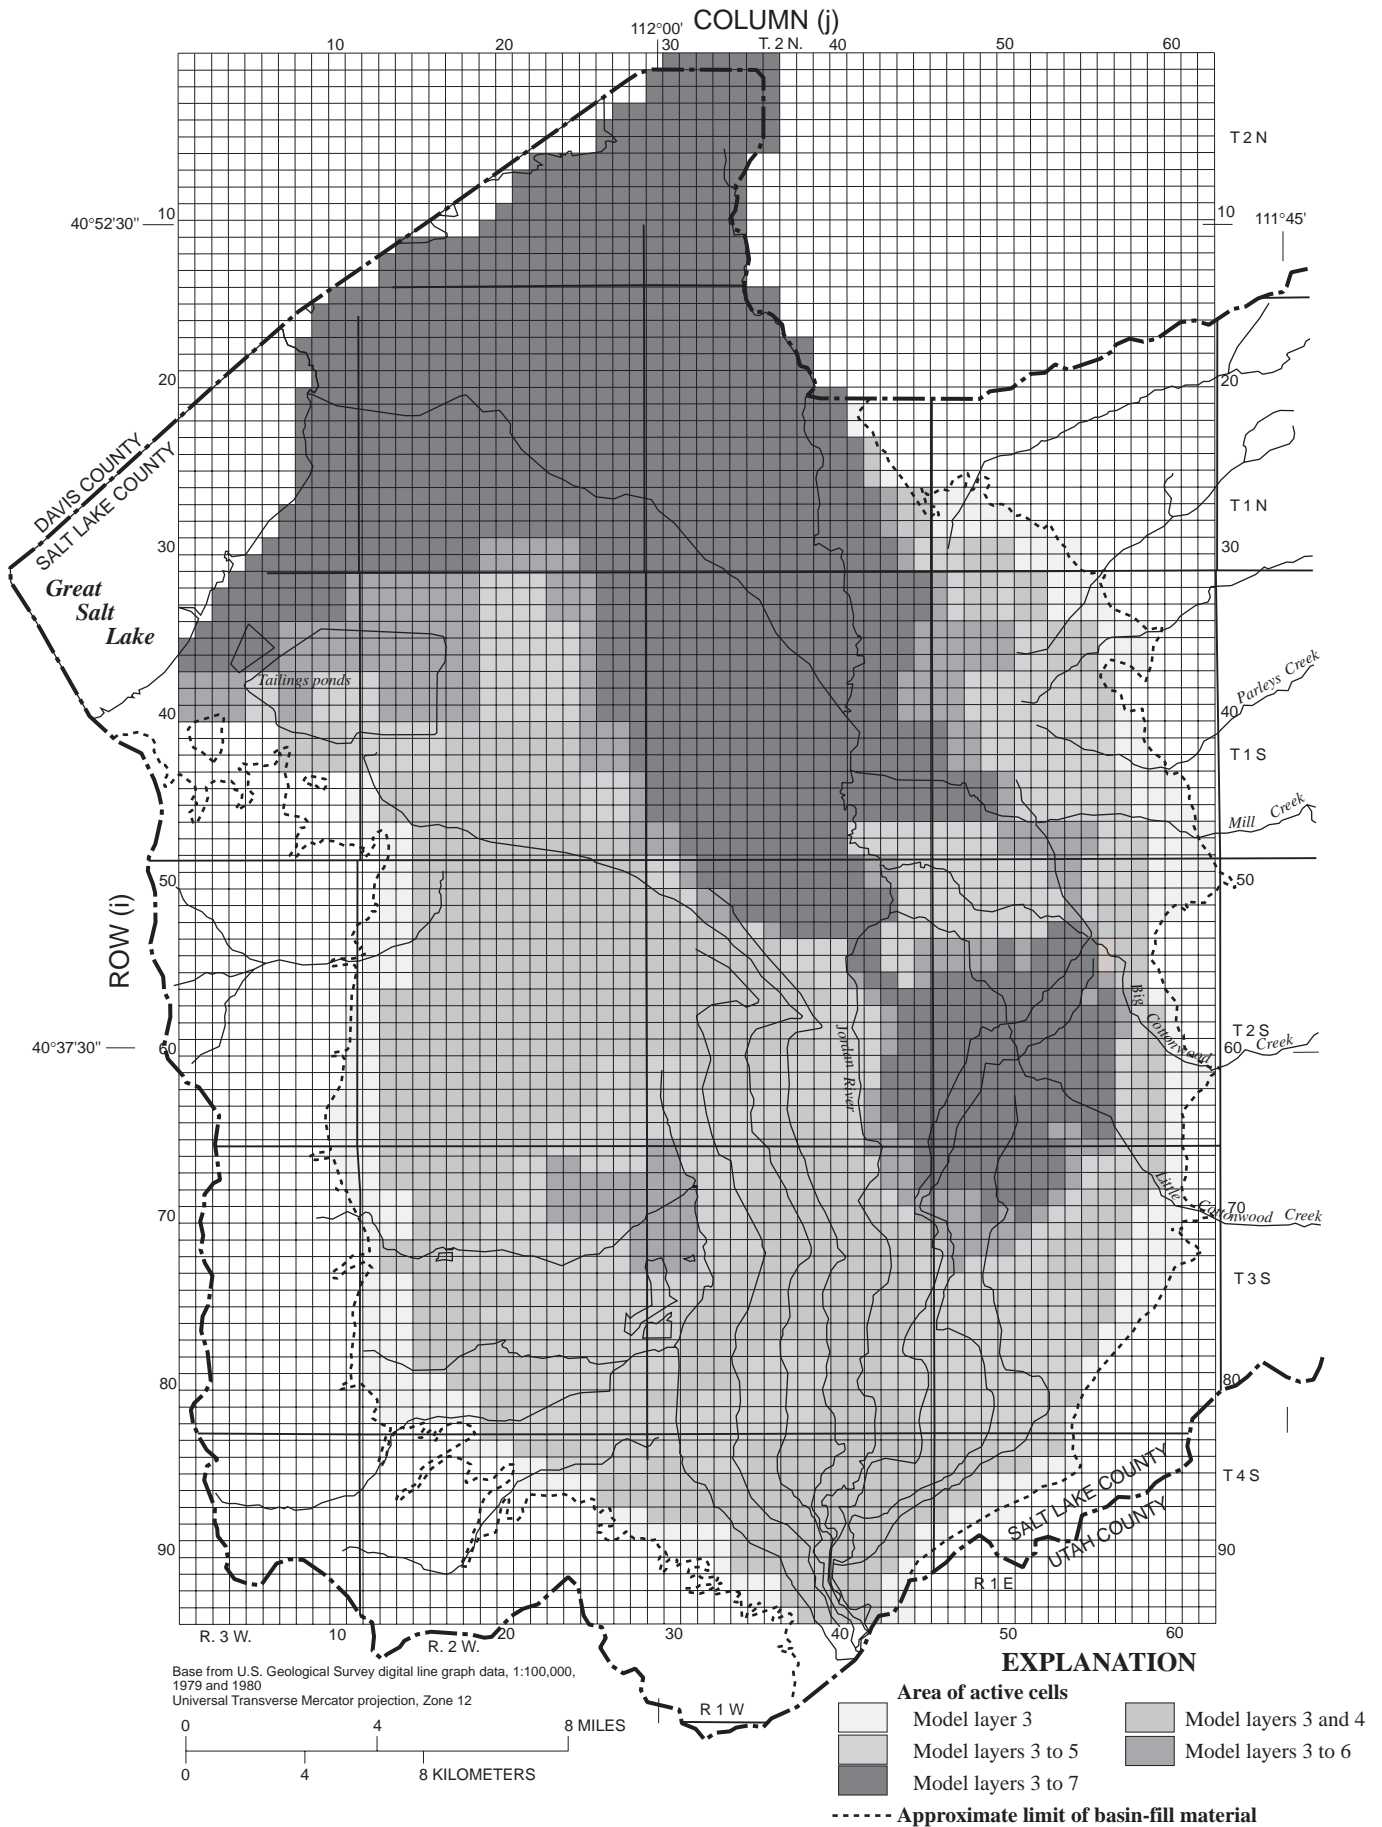 COLUMN (j)
112°00'
10
20
30
T. 2 N.
40
50
60
T 2 N
40°52'30"
10
10
111°45'
20
20
DAVIS COUNTY
SALT LAKE COUNTY
T 1 N
30
30
Great
Salt
Lake
Tailings ponds
Parleys Creek
40
40
T 1 S
Mill Creek
50
50
ROW (i)
Big Cottonwood Creek
Jordan River
T 2 S
40°37'30"
60
60
Little Cottonwood Creek
70
70
T 3 S
80
80
T 4 S
SALT LAKE COUNTY
UTAH COUNTY
90
90
R 1 E
R. 3 W.
10
R. 2 W.
20
30
40
50
60
R 1 W
Base from U.S. Geological Survey digital line graph data, 1:100,000,
1979 and 1980
Universal Transverse Mercator projection, Zone 12
0
4
8 MILES
0
4
8 KILOMETERS
EXPLANATION
Area of active cells
Model layer 3
Model layers 3 and 4
Model layers 3 to 5
Model layers 3 to 6
Model layers 3 to 7
Approximate limit of basin-fill material